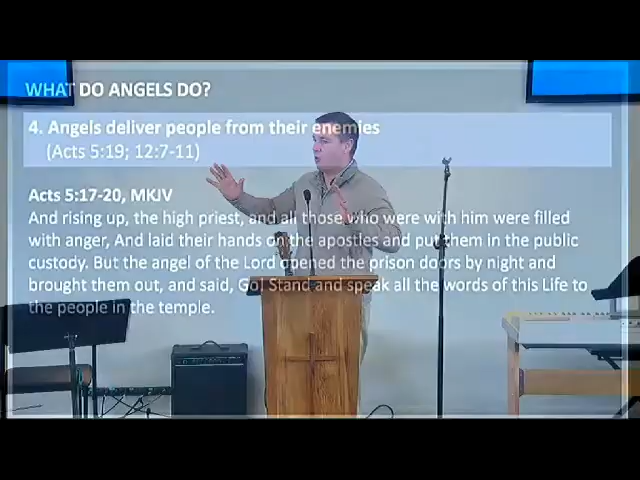 WHAT DO ANGELS DO?
4. Angels deliver people from their enemies
(Acts 5:19; 12:7-11)
Acts 5:17-20, MKJV
And rising up, the high priest, and all those who were with him were filled
with anger, And laid their hands on the apostles and put them in the public
custody. But the angel of the Lord opened the prison doors by night and
brought them out, and said, Go! Stand and speak all the words of this Life to
the people in the temple.